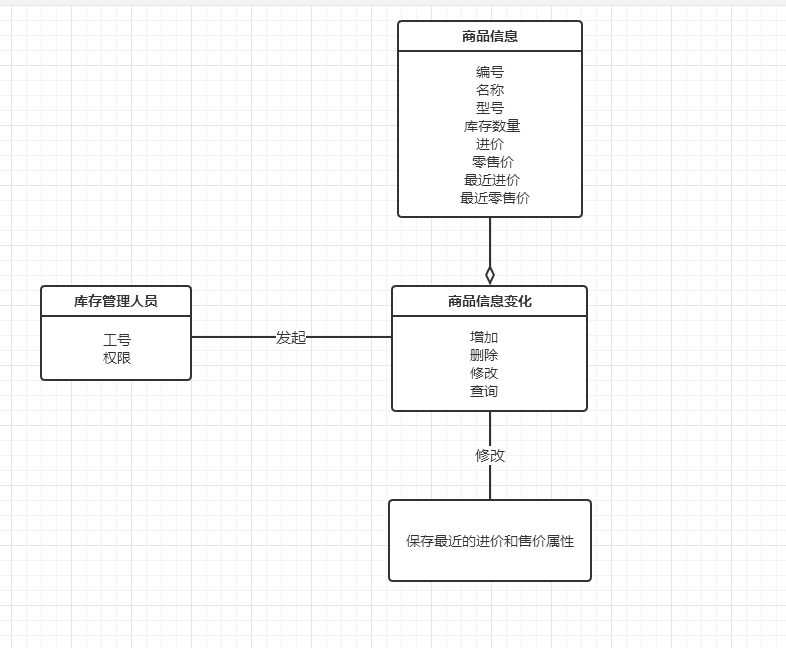 商品信息
编号
名称
型号
库存数量
进价
零售价
最近进价
最近零售价
库存管理人员
工号
权限
发起
商品信息变化
增加
删除
修改
查询
修改
保存最近的进价和售价属性